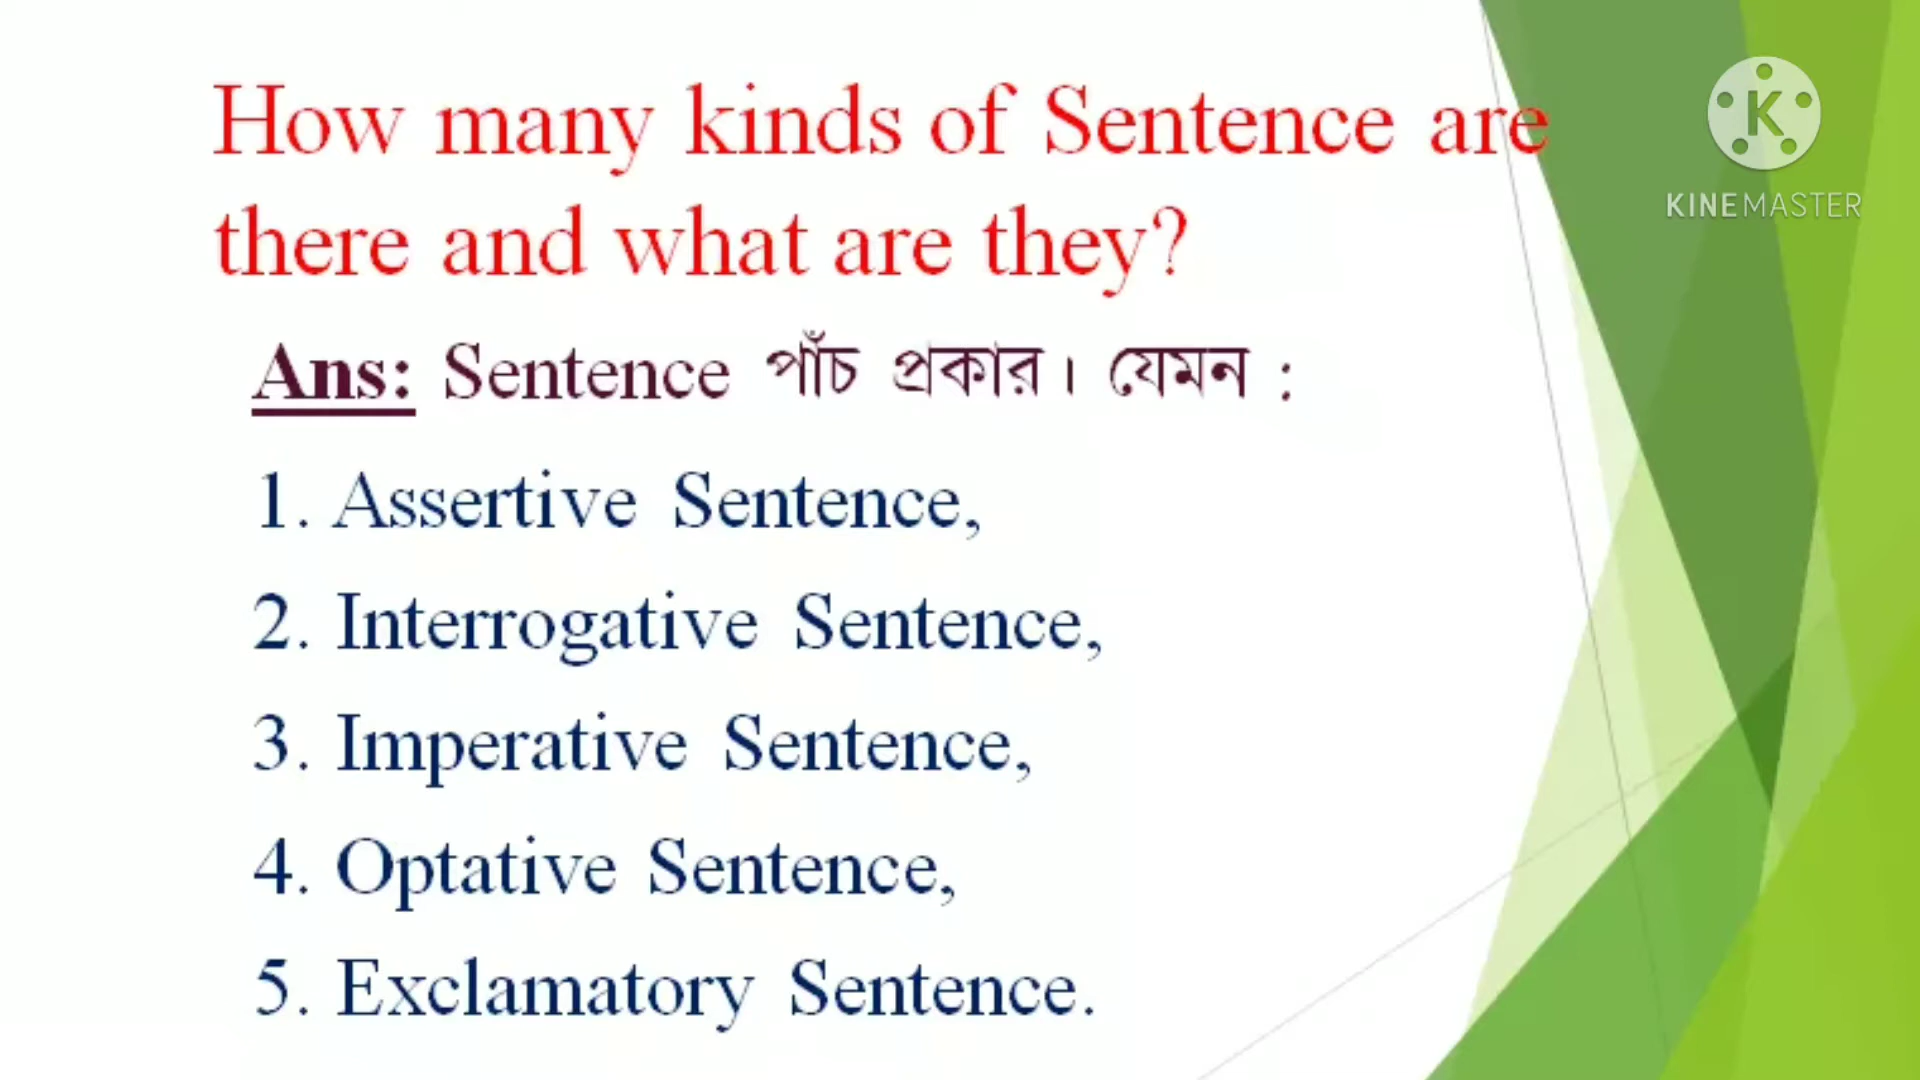 How many kinds of Sentence are
there and what are they?
Ans: Sentence পাঁচ প্রকার। যেমন :
1. Assertive Sentence,
2. Interrogative Sentence,
3. Imperative Sentence,
4. Optative Sentence,
5. Exclamatory Sentence.
K
KINEMASTER